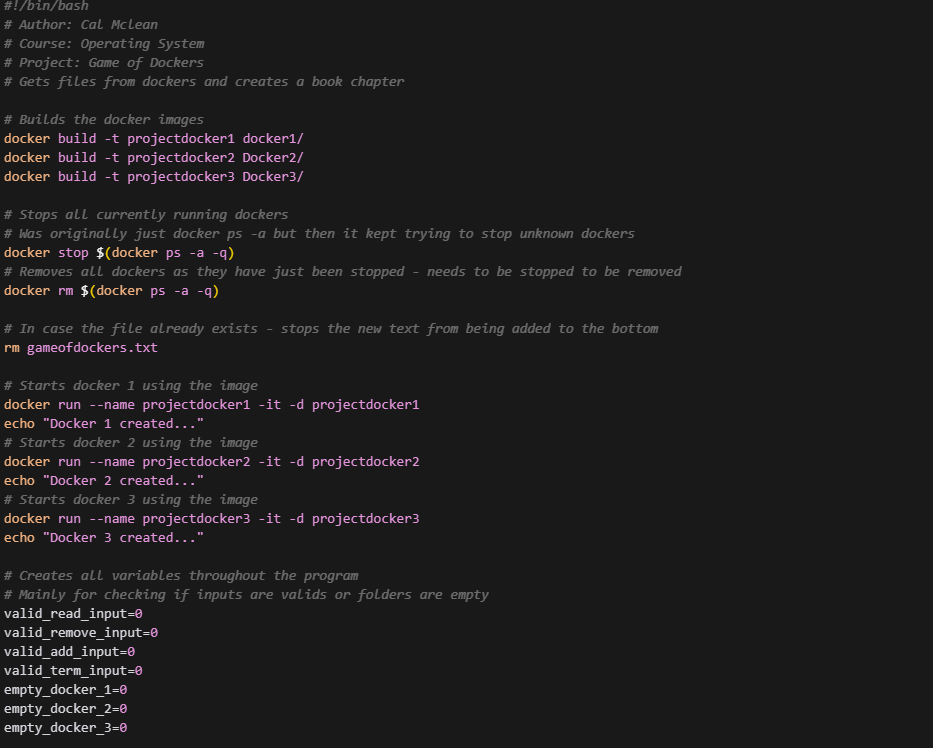 #!/bin/bash
# Author: Cal Mclean
# Course: Operating System
# Project: Game of Dockers
# Gets files from dockers and creates a book chapter
# Builds the docker images
docker build -t projectdocker1 docker1/
docker build -t projectdocker2 Docker2/
docker build -t projectdocker3 Docker3/
# Stops all currently running dockers
# Was originally just docker ps -a but then it kept trying to stop unknown dockers
docker stop $(docker ps -a -q)
# Removes all dockers as they have just been stopped - needs to be stopped to be removed
docker rm $(docker ps -a -q)
# In case the file already exists - stops the new text from being added to the bottom
rm gameofdockers.txt
# Starts docker 1 using the image
docker run --name projectdocker1 -it -d projectdocker1
echo "Docker 1 created..."
# Starts docker 2 using the image
docker run --name projectdocker2 -it -d projectdocker2
echo "Docker 2 created..."
# Starts docker 3 using the image
docker run --name projectdocker3 -it -d projectdocker3
echo "Docker 3 created..."
# Creates all variables throughout the program
# Mainly for checking if inputs are valids or folders are empty
valid_read_input=0
valid_remove_input=0
valid_add_input=0
valid_term_input=0
empty_docker_1=0
empty_docker_2=0
empty_docker_3=0